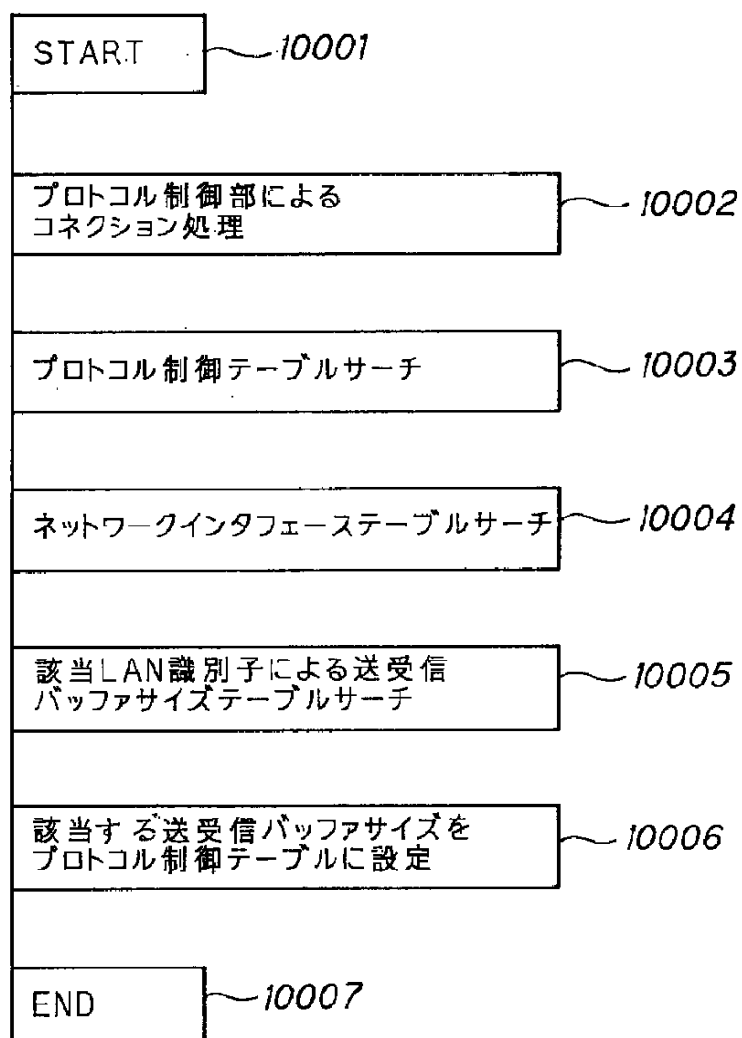 START 10001
プロトコル制御部による
コネクション処理 10002
プロトコル制御テーブルサーチ 10003
ネットワークインタフェーステーブルサーチ 10004
該当LAN識別子による送受信
バッファサイズテーブルサーチ 10005
該当する送受信バッファサイズを
プロトコル制御テーブルに設定 10006
END 10007